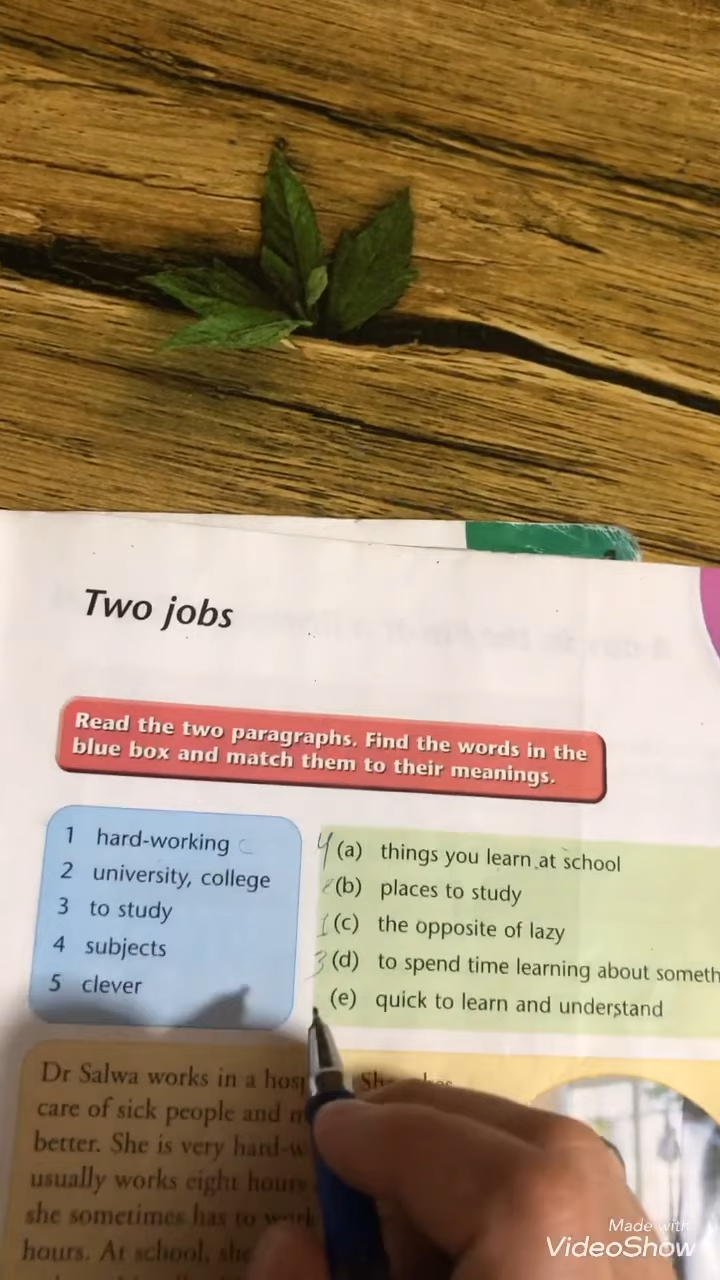 Two jobs
Read the two paragraphs. Find the words in the
blue box and match them to their meanings.
1 hard-working c
2 university, college
3 to study
4 subjects
5 clever
4 (a) things you learn at school
(b) places to study
1 (c) the opposite of lazy
3 (d) to spend time learning about someth
(e) quick to learn and understand
Dr Salwa works in a hosp She
care of sick people and m
better. She is very hard-w
usually works eight hours
she sometimes has to work
hours. At school, she
Made with
VideoShow